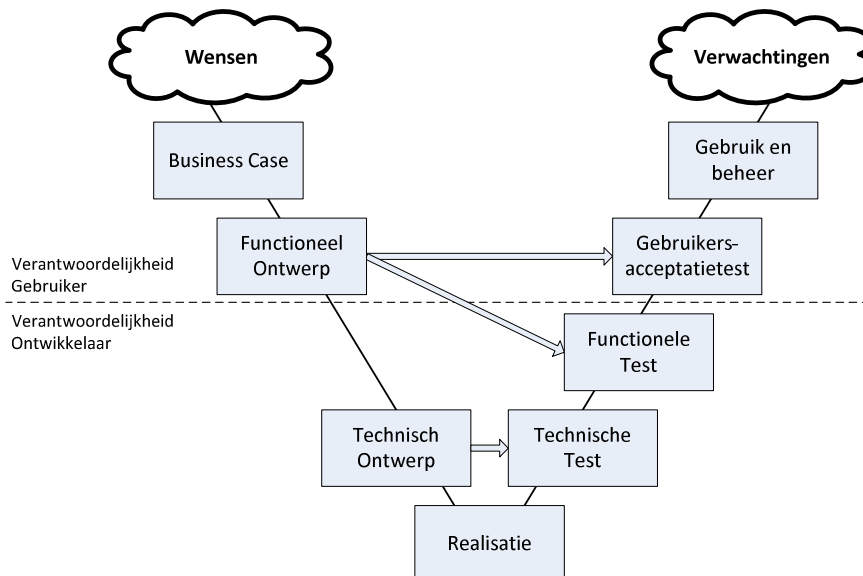 Wensen
Verwachtingen
Business Case
Gebruik en
beheer
Functioneel
Ontwerp
Gebruikers-
acceptatietest
Verantwoordelijkheid
Gebruiker
Verantwoordelijkheid
Ontwikkelaar
Functionele
Test
Technisch
Ontwerp
Technische
Test
Realisatie